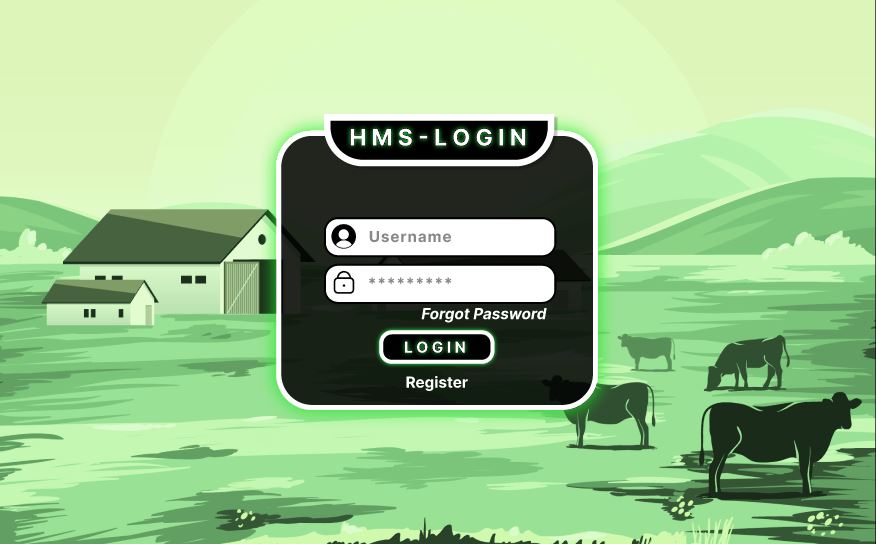 HMS-LOGIN
Username
*********
Forgot Password
LOGIN
Register